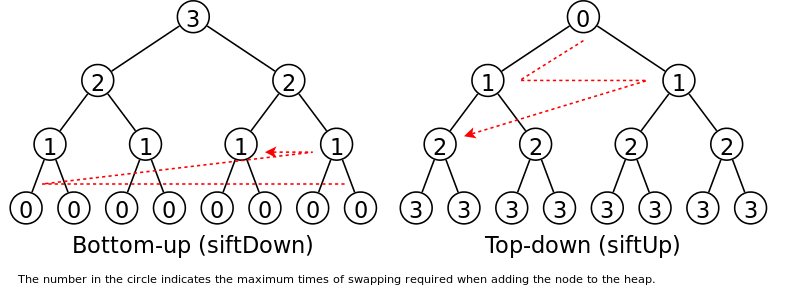 3 0
2 2 1 1
1 1 1 1 2 2 2 2
0 0 0 0 0 0 0 0 3 3 3 3 3 3 3 3
Bottom-up (siftDown) Top-down (siftUp)
The number in the circle indicates the maximum times of swapping required when adding the node to the heap.